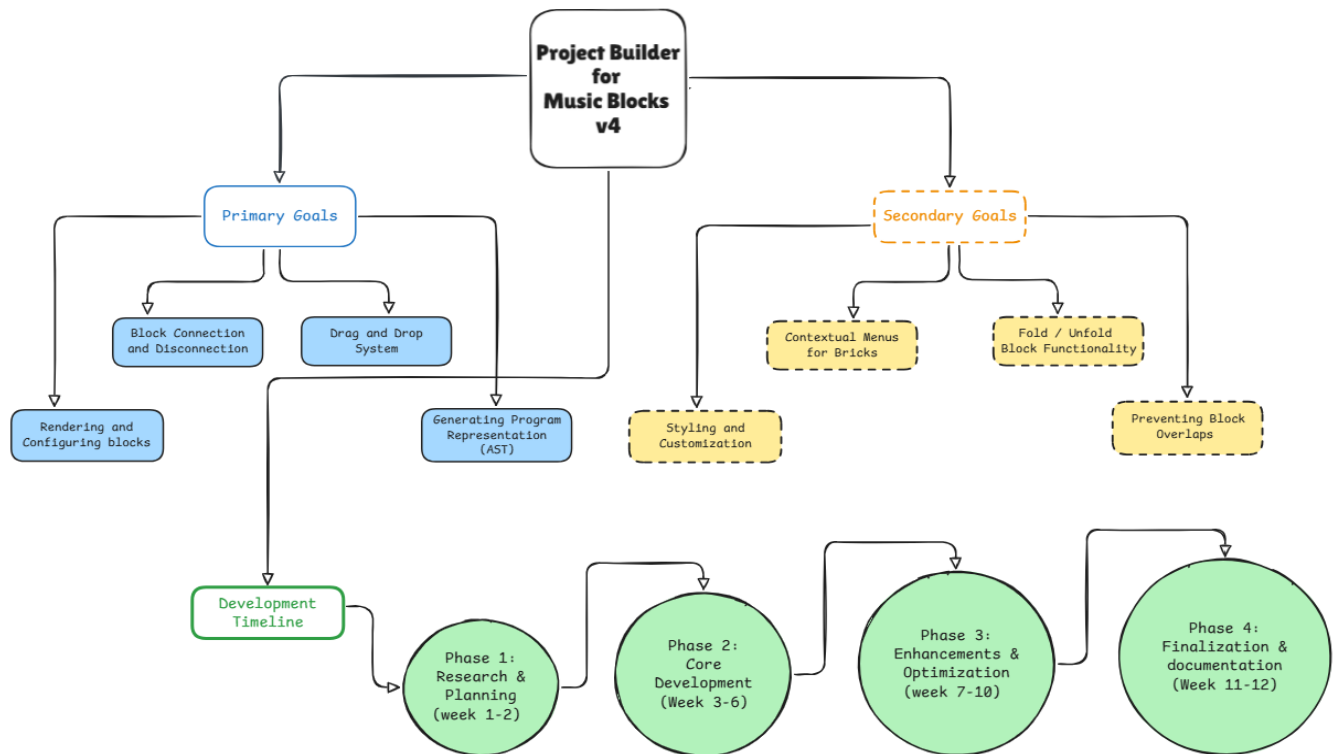 Project Builder
for
Music Blocks
v4
Primary Goals
Secondary Goals
Block Connection
and Disconnection
Drag and Drop
System
Contextual Menus
for Bricks
Fold / Unfold
Block Functionality
Rendering and
Configuring blocks
Generating Program
Representation
(AST)
Styling and
Customization
Preventing Block
Overlaps
Development
Timeline
Phase 1:
Research &
Planning
(week 1-2)
Phase 2:
Core
Development
(Week 3-6)
Phase 3:
Enhancements &
Optimization
(week 7-10)
Phase 4:
Finalization &
documentation
(Week 11-12)